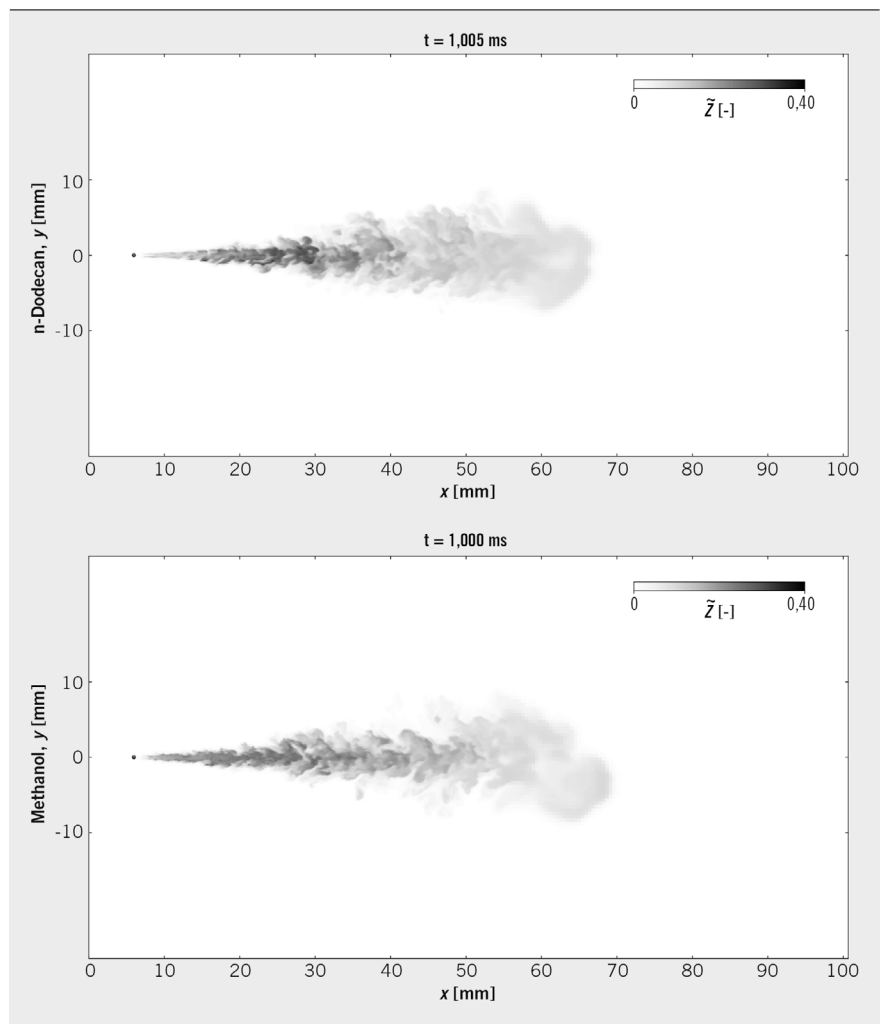 t = 1,005 ms
0 0,40
Z̃ [-]
n-Dodecan, y [mm]
10
0
-10
0 10 20 30 40 50 60 70 80 90 100
x [mm]
t = 1,000 ms
0 0,40
Z̃ [-]
Methanol, y [mm]
10
0
-10
0 10 20 30 40 50 60 70 80 90 100
x [mm]